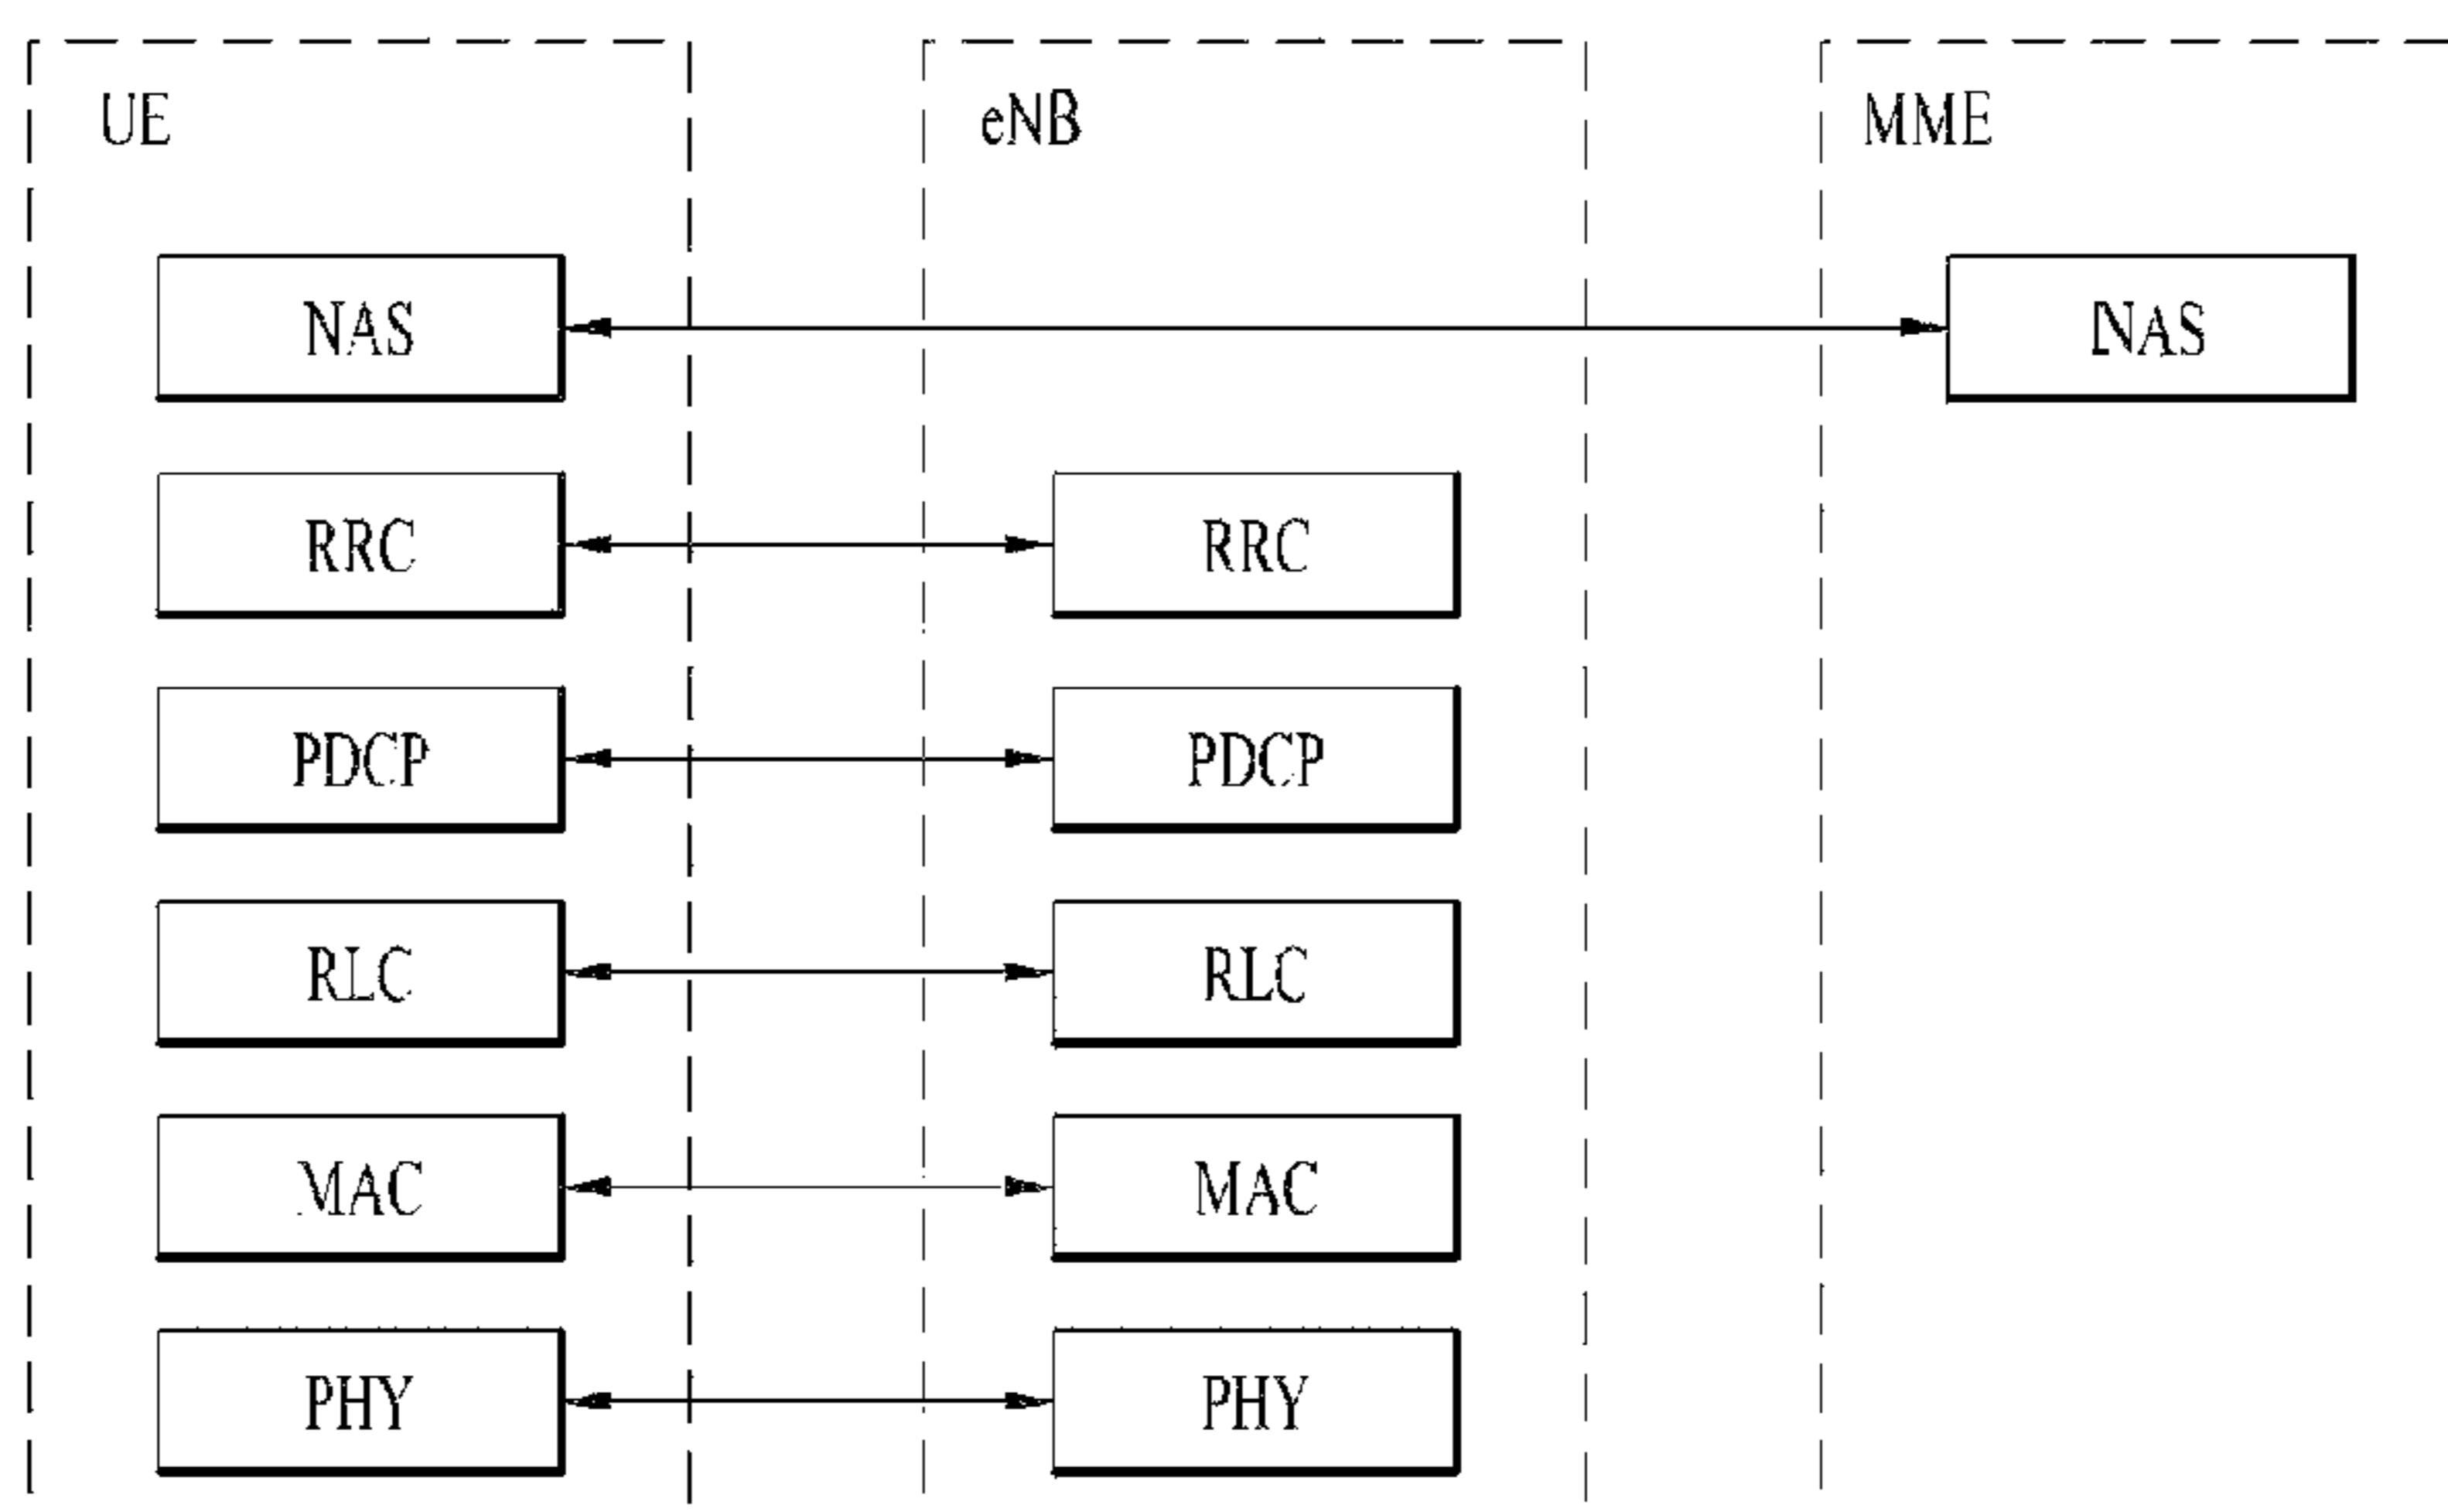 UE eNB MME
NAS NAS
RRC RRC
PDCP PDCP
RLC RLC
MAC MAC
PHY PHY